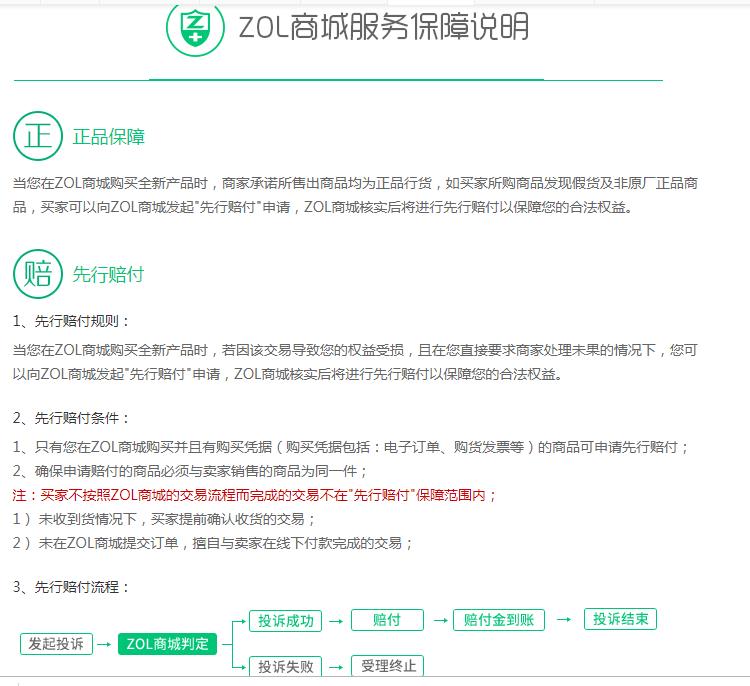 ZOL商城服务保障说明
正 正品保障
当您在ZOL商城购买全新产品时，商家承诺所售出商品均为正品行货，如买家所购商品发现假货及非原厂正品商
品，买家可以向ZOL商城发起"先行赔付"申请，ZOL商城核实后将进行先行赔付以保障您的合法权益。
赔 先行赔付
1、先行赔付规则：
当您在ZOL商城购买全新产品时，若因该交易导致您的权益受损，且在您直接要求商家处理未果的情况下，您可
以向ZOL商城发起"先行赔付"申请，ZOL商城核实后将进行先行赔付以保障您的合法权益。
2、先行赔付条件：
1、只有您在ZOL商城购买并且有购买凭据（购买凭据包括：电子订单、购货发票等）的商品可申请先行赔付；
2、确保申请赔付的商品必须与卖家销售的商品为同一件；
注：买家不按照ZOL商城的交易流程而完成的交易不在"先行赔付"保障范围内；
1） 未收到货情况下，买家提前确认收货的交易；
2） 未在ZOL商城提交订单，擅自与卖家在线下付款完成的交易；
3、先行赔付流程：
投诉成功 赔付 赔付金到账 投诉结束
发起投诉 ZOL商城判定
投诉失败 受理终止